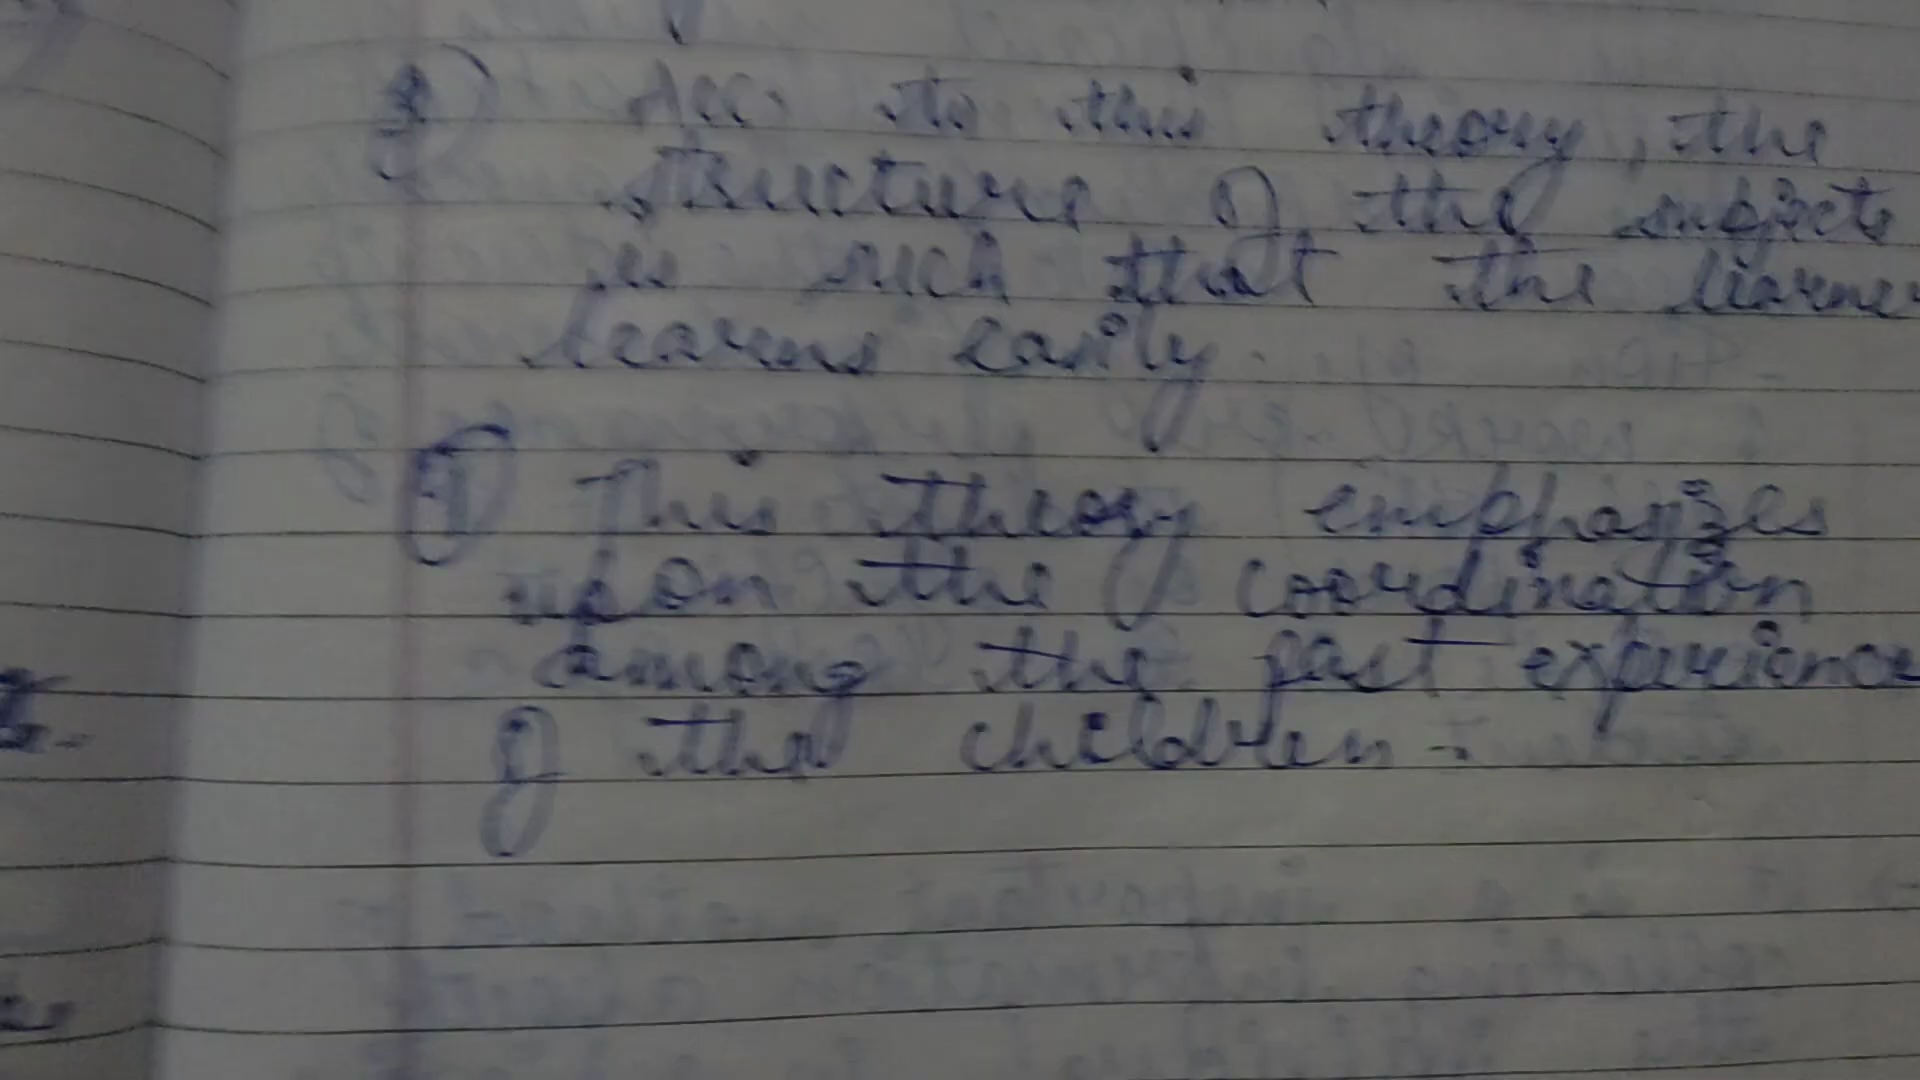 3) Acc. to this theory, the
structure of the subjects
is such that the learner
learns easily.
This theory emphasizes
upon the coordination
among the past experience
of the children.